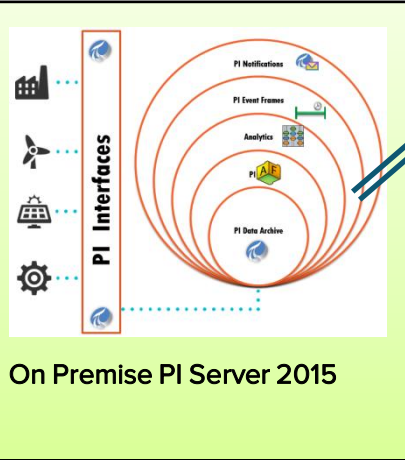 PI Notifications
PI Event Frames
Analytics
PI AF
PI Data Archive
PI Interfaces
On Premise PI Server 2015